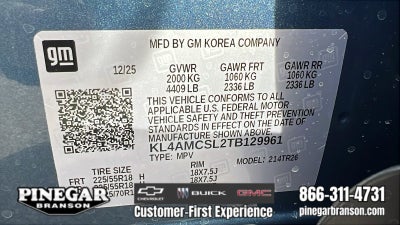 gm
MFD BY GM KOREA COMPANY
12/25 GVWR GAWR FRT GAWR RR
2000 KG 1060 KG 1060 KG
4409 LB 2336 LB 2336 LB
THIS VEHICLE CONFORMS TO ALL
APPLICABLE U.S. FEDERAL MOTOR
VEHICLE SAFETY AND THEFT PREVENTION
STANDARDS IN EFFECT ON THE DATE OF
MANUFACTURE SHOWN ABOVE.
KL4AMCSL2TB129961
TYPE: MPV MODEL: 214TR26
TIRE SIZE RIM
FRT 225/55R18 18X7.5J
225/55R18 18X7.5J
PINEGAR
BRANSON
CHEVROLET BUICK GMC
Customer-First Experience
866-311-4731
pinegarbranson.com